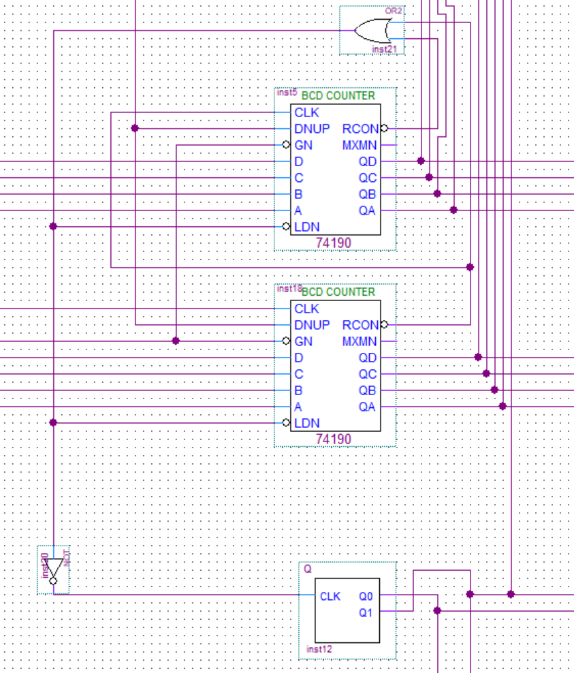 OR2
inst21
inst5
BCD COUNTER
CLK
DNUP RCON
GN MXMN
D QD
C QC
B QB
A QA
LDN
74190
inst18
BCD COUNTER
CLK
DNUP RCON
GN MXMN
D QD
C QC
B QB
A QA
LDN
74190
NOT
Q
CLK Q0
Q1
inst12